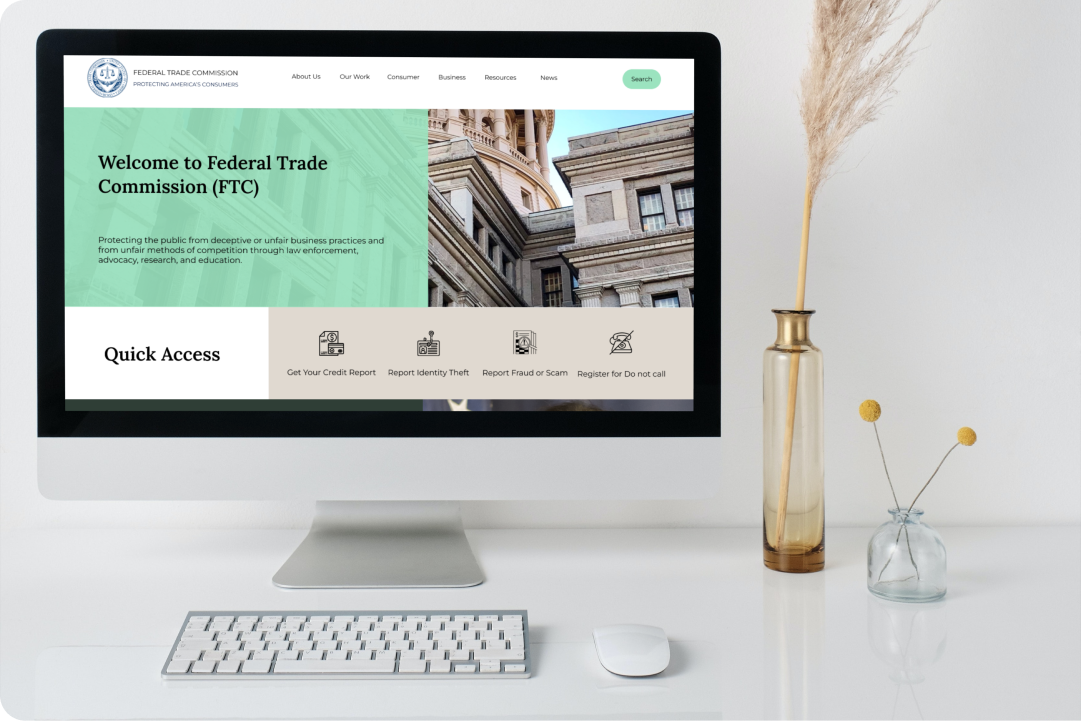 FEDERAL TRADE COMMISSION
PROTECTING AMERICA'S CONSUMERS
About Us
Our Work
Consumer
Business
Resources
News
Search
Welcome to Federal Trade
Commission (FTC)
Protecting the public from deceptive or unfair business practices and
from unfair methods of competition through law enforcement,
advocacy, research, and education.
Quick Access
Get Your Credit Report
Report Identity Theft
Report Fraud or Scam
Register for Do not call